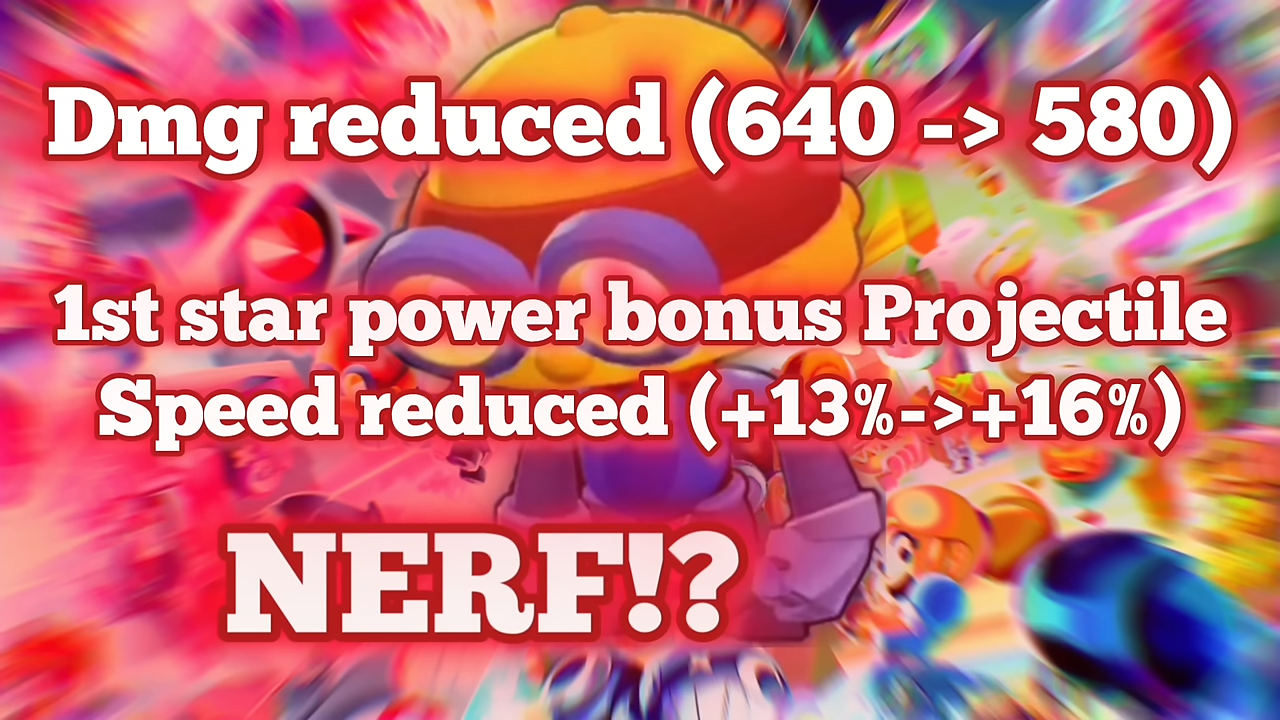 Dmg reduced (640 -> 580)
1st star power bonus Projectile
Speed reduced (+13%->+16%)
NERF!?